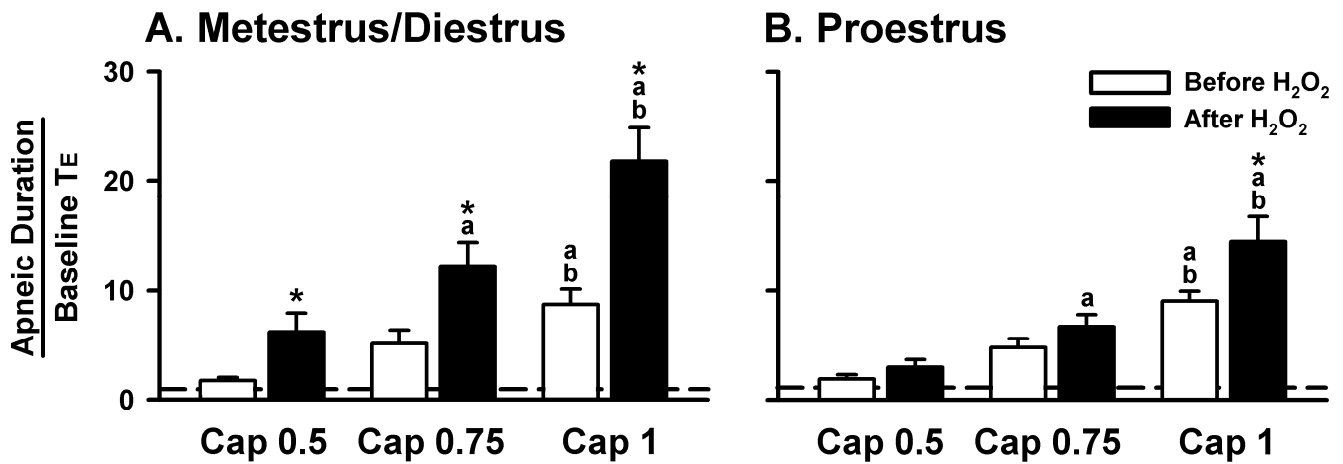 A. Metestrus/Diestrus
B. Proestrus
Apneic Duration
Baseline TE
30
20
10
0
*
*
a
a
b
*
a
b
Cap 0.5
Cap 0.75
Cap 1
Before H₂O₂
After H₂O₂
a
a
b
*
a
b
Cap 0.5
Cap 0.75
Cap 1